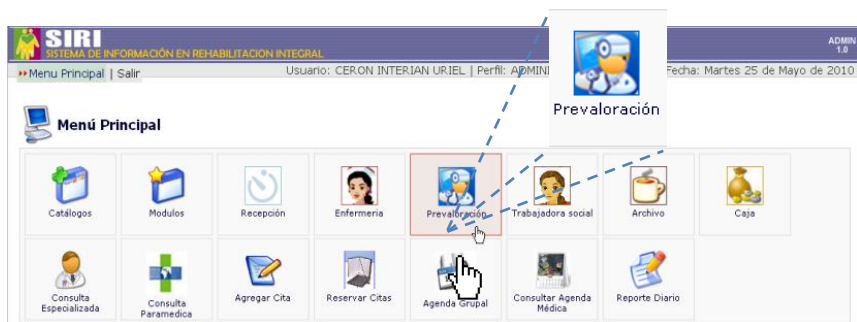 SIRI
SISTEMA DE INFORMACIÓN EN REHABILITACION INTEGRAL
ADMIN
1.0
Menu Principal | Salir
Usuario: CERON INTERIAN URIEL | Perfil: ADMINI
Fecha: Martes 25 de Mayo de 2010
Prevaloración
Menú Principal
Catálogos
Modulos
Recepción
Enfermeria
Prevaloración
Trabajadora social
Archivo
Caja
Consulta
Especializada
Consulta
Paramedica
Agregar Cita
Reservar Citas
Agenda Grupal
Consultar Agenda
Médica
Reporte Diario